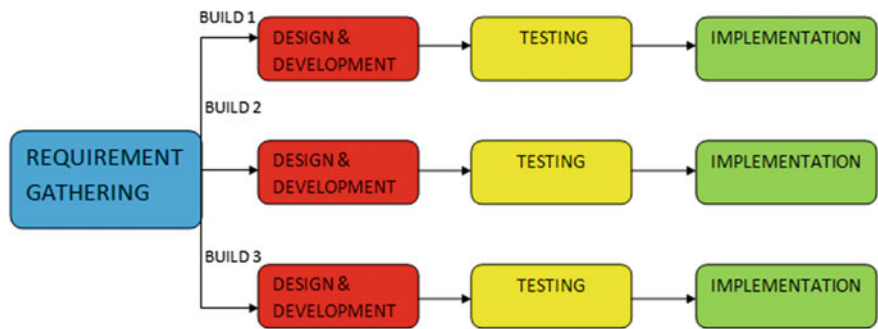 BUILD 1
DESIGN &
DEVELOPMENT
TESTING
IMPLEMENTATION
BUILD 2
REQUIREMENT
GATHERING
DESIGN &
DEVELOPMENT
TESTING
IMPLEMENTATION
BUILD 3
DESIGN &
DEVELOPMENT
TESTING
IMPLEMENTATION